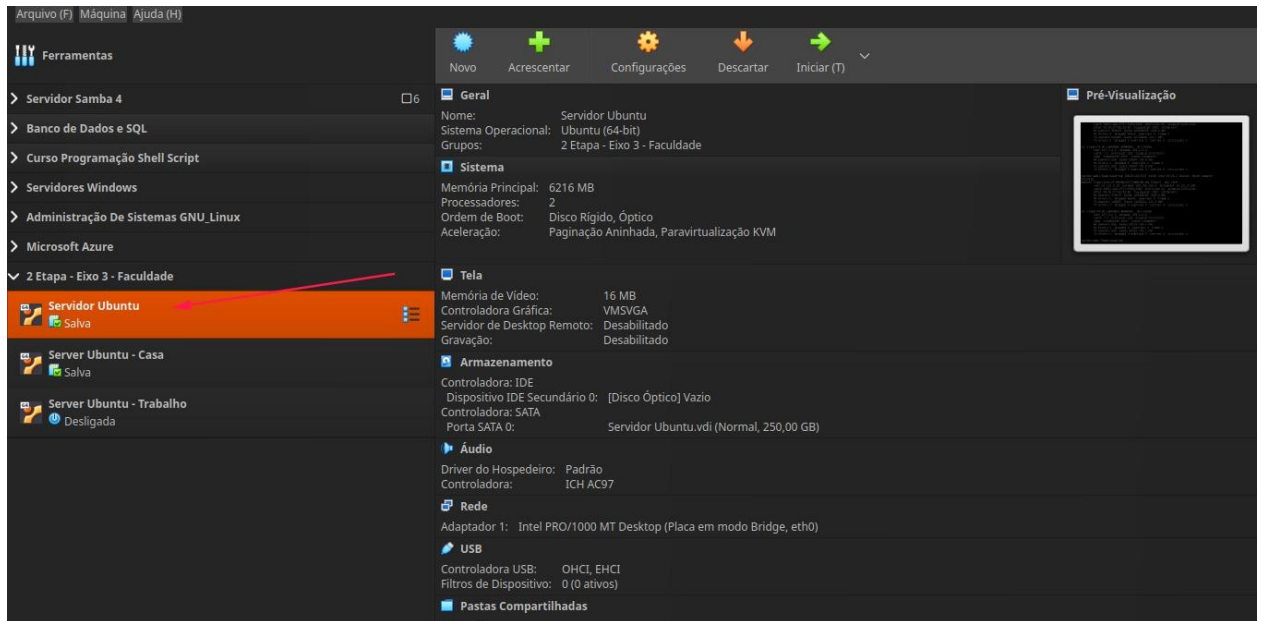 Arquivo (F) Máquina Ajuda (H)
Ferramentas
Novo Acrescentar Configurações Descartar Iniciar (T)
Servidor Samba 4 6
Banco de Dados e SQL
Curso Programação Shell Script
Servidores Windows
Administração De Sistemas GNU_Linux
Microsoft Azure
2 Etapa - Eixo 3 - Faculdade
Servidor Ubuntu
Salva
Server Ubuntu - Casa
Salva
Server Ubuntu - Trabalho
Desligada
Geral
Nome: Servidor Ubuntu
Sistema Operacional: Ubuntu (64-bit)
Grupos: 2 Etapa - Eixo 3 - Faculdade
Sistema
Memória Principal: 6216 MB
Processadores: 2
Ordem de Boot: Disco Rígido, Óptico
Aceleração: Paginação Aninhada, Paravirtualização KVM
Pré-Visualização
Tela
Memória de Vídeo: 16 MB
Controladora Gráfica: VMSVGA
Servidor de Desktop Remoto: Desabilitado
Gravação: Desabilitado
Armazenamento
Controladora: IDE
Dispositivo IDE Secundário 0: [Disco Óptico] Vazio
Controladora: SATA
Porta SATA 0: Servidor Ubuntu.vdi (Normal, 250,00 GB)
Áudio
Driver do Hospedeiro: Padrão
Controladora: ICH AC97
Rede
Adaptador 1: Intel PRO/1000 MT Desktop (Placa em modo Bridge, eth0)
USB
Controladora USB: OHCI, EHCI
Filtros de Dispositivo: 0 (0 ativos)
Pastas Compartilhadas